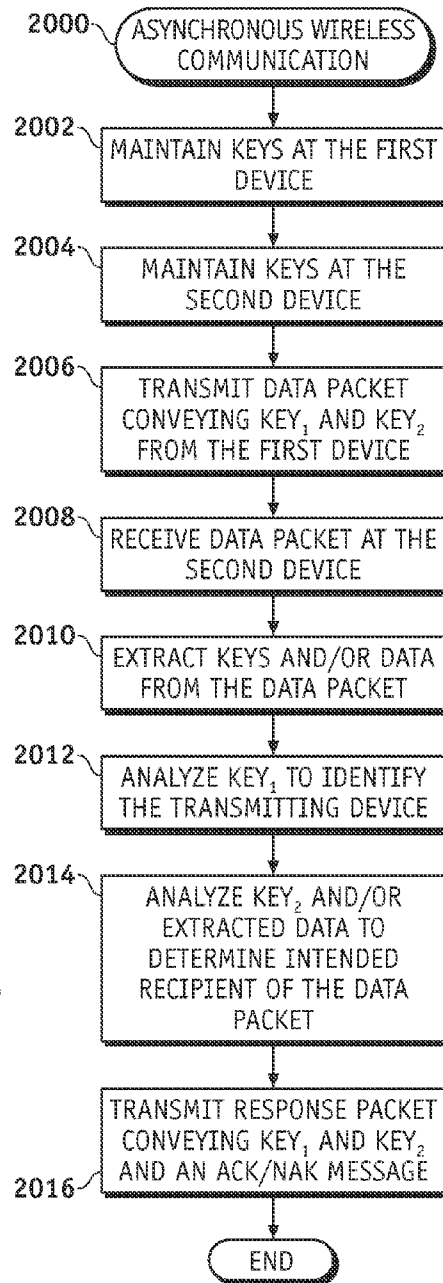 2000
ASYNCHRONOUS WIRELESS
COMMUNICATION
2002
MAINTAIN KEYS AT THE FIRST
DEVICE
2004
MAINTAIN KEYS AT THE
SECOND DEVICE
2006
TRANSMIT DATA PACKET
CONVEYING KEY₁ AND KEY₂
FROM THE FIRST DEVICE
2008
RECEIVE DATA PACKET AT THE
SECOND DEVICE
2010
EXTRACT KEYS AND/OR DATA
FROM THE DATA PACKET
2012
ANALYZE KEY₁ TO IDENTIFY
THE TRANSMITTING DEVICE
2014
ANALYZE KEY₂ AND/OR
EXTRACTED DATA TO
DETERMINE INTENDED
RECIPIENT OF THE DATA
PACKET
TRANSMIT RESPONSE PACKET
CONVEYING KEY₁ AND KEY₂
AND AN ACK/NAK MESSAGE
2016
END